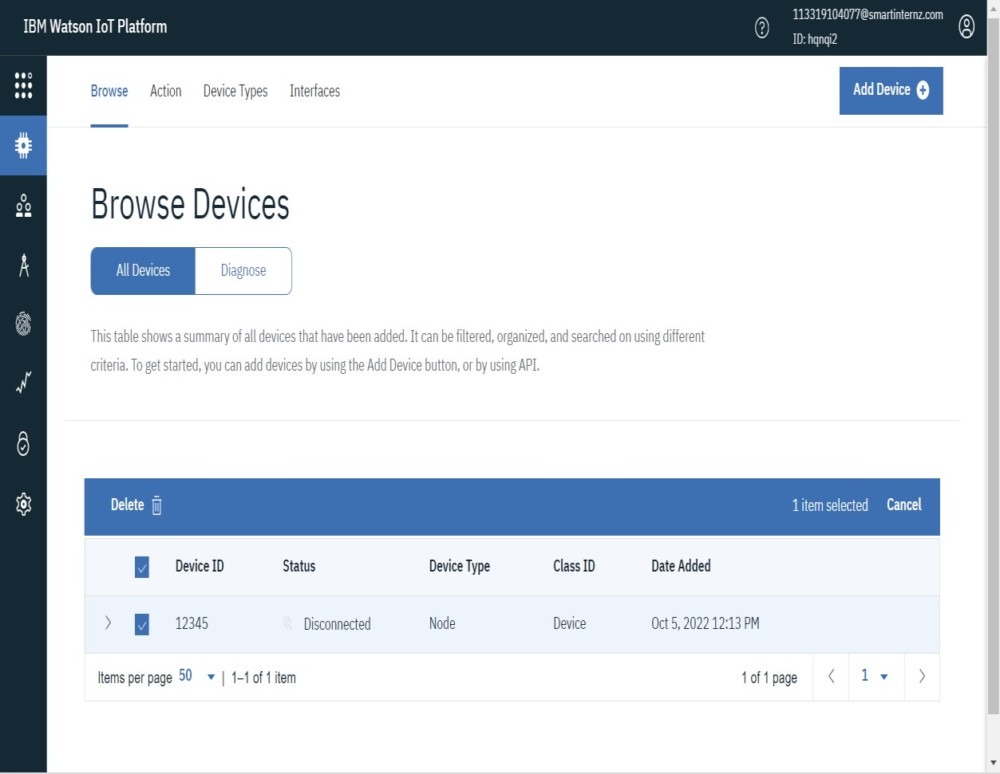 IBM Watson IoT Platform
?
113319104077@smartinternz.com
ID: hqnqi2
Browse Action Device Types Interfaces
Add Device
Browse Devices
All Devices Diagnose
This table shows a summary of all devices that have been added. It can be filtered, organized, and searched on using different
criteria. To get started, you can add devices by using the Add Device button, or by using API.
Delete 1 item selected Cancel
Device ID Status Device Type Class ID Date Added
12345 Disconnected Node Device Oct 5, 2022 12:13 PM
Items per page 50 | 1–1 of 1 item 1 of 1 page 1